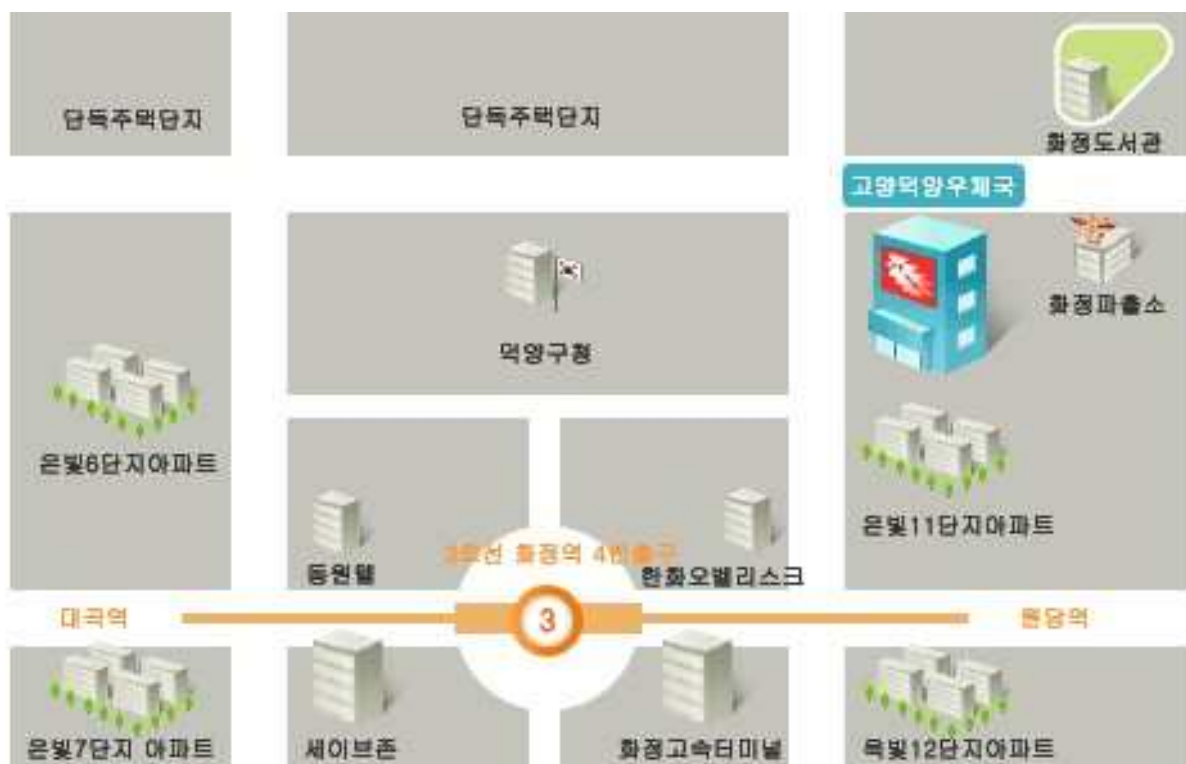 단독주택단지
단독주택단지
화정도서관
고양덕양우체국
화정파출소
덕양구청
은빛6단지아파트
은빛11단지아파트
3호선 화정역 4번출구
동원텔
한화오벨리스크
대곡역
3
원당역
은빛7단지 아파트
세이브존
화정고속터미널
옥빛12단지아파트